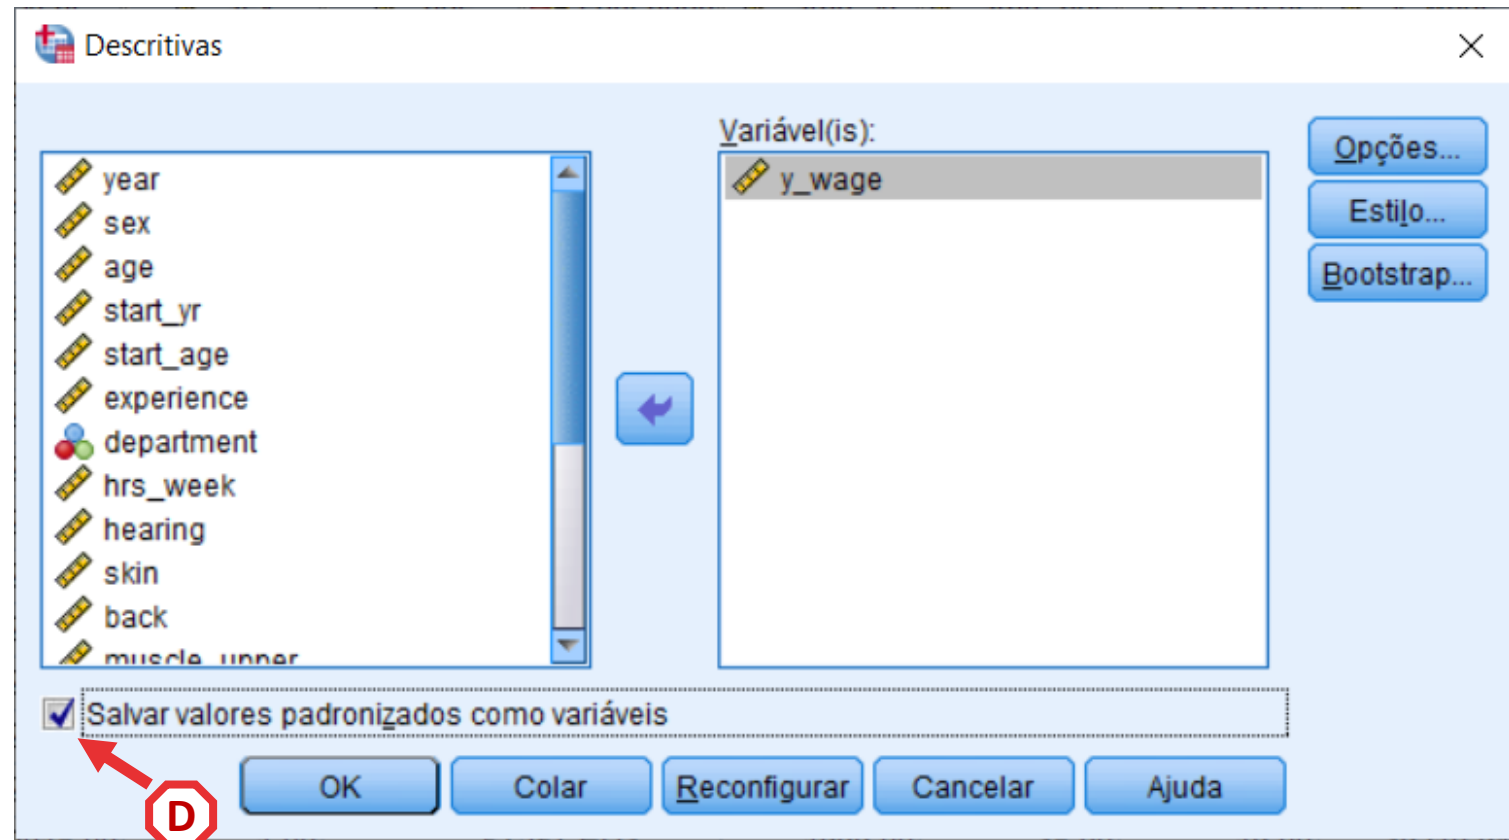 Descritivas
Variável(is):
year
sex
age
start_yr
start_age
experience
department
hrs_week
hearing
skin
back
muscle_upper
y_wage
Opções...
Estilo...
Bootstrap...
Salvar valores padronizados como variáveis
OK
Colar
Reconfigurar
Cancelar
Ajuda
D